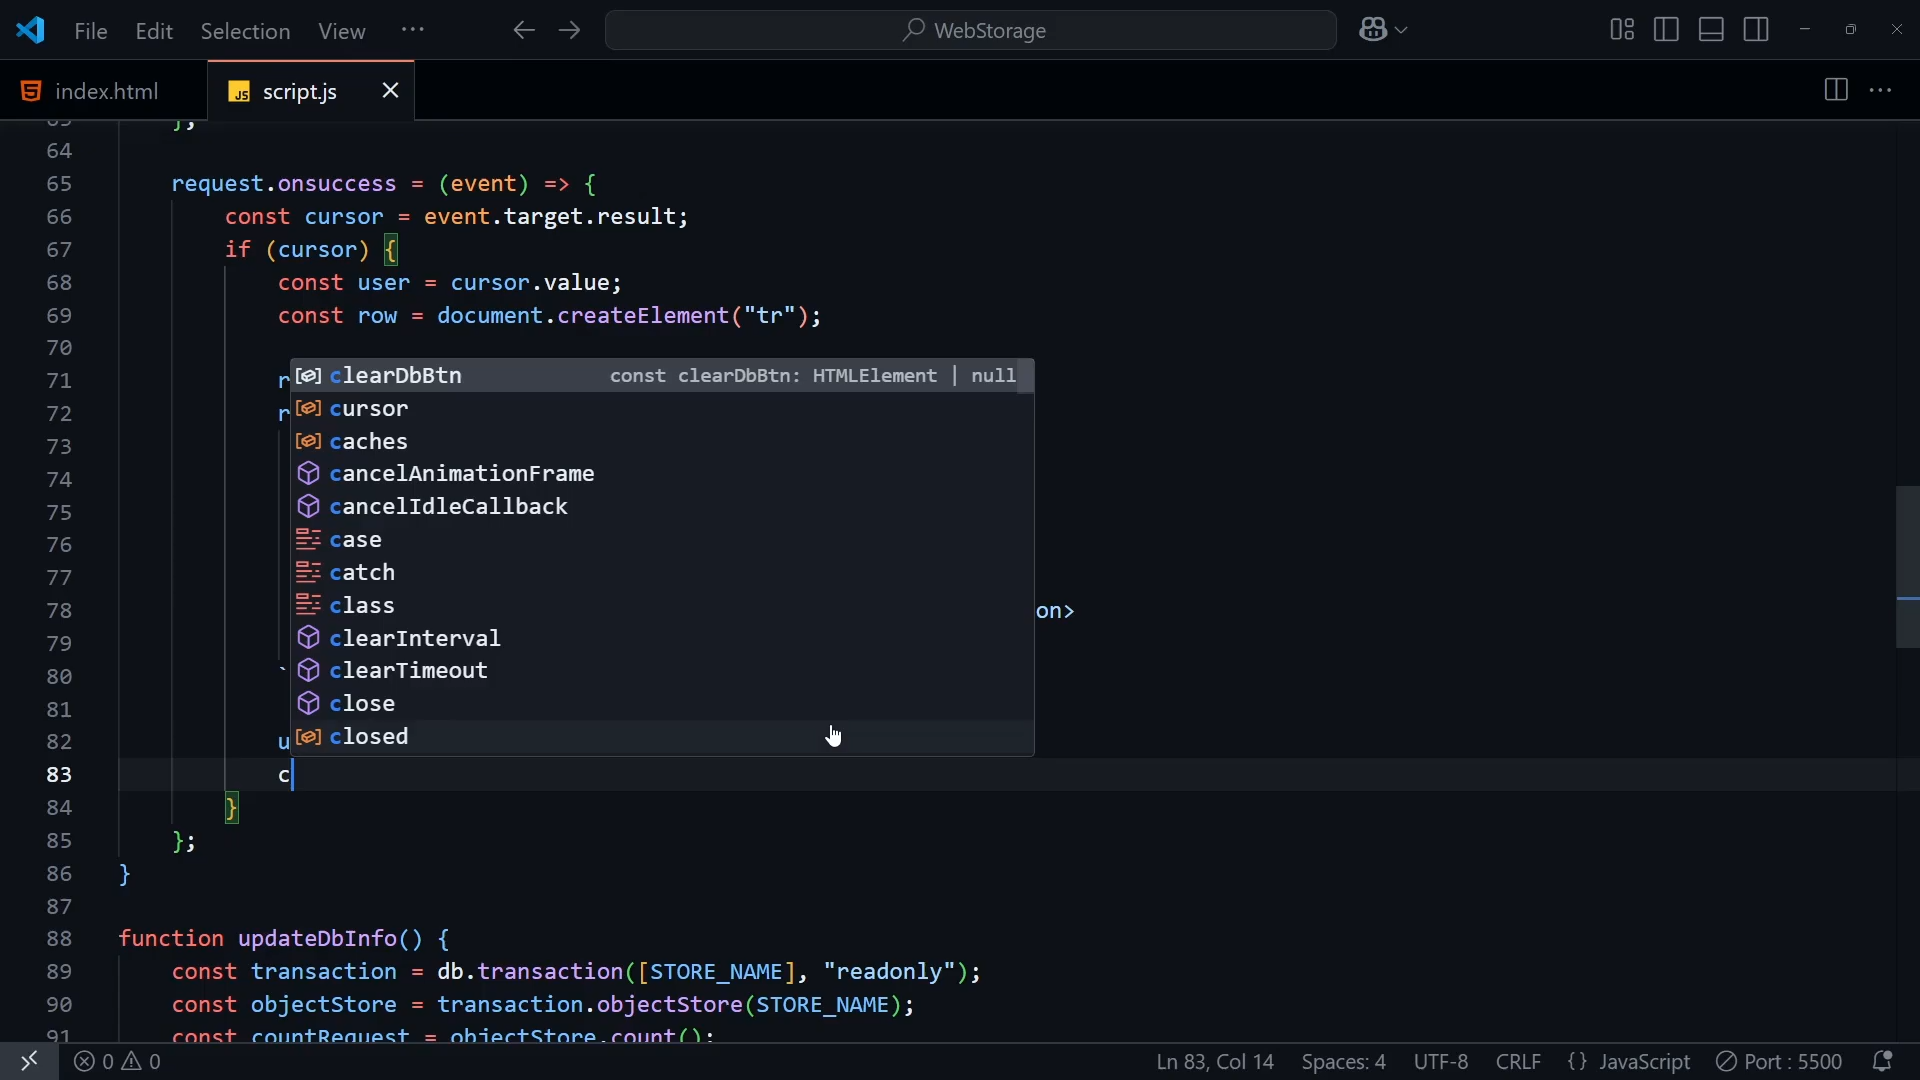 File Edit Selection View ··· WebStorage
index.html script.js
};
64
65 request.onsuccess = (event) => {
66 const cursor = event.target.result;
67 if (cursor) {
68 const user = cursor.value;
69 const row = document.createElement("tr");
70
71 r clearDbBtn const clearDbBtn: HTMLElement | null
72 r cursor
73 caches
74 cancelAnimationFrame
75 cancelIdleCallback
76 case
77 catch
78 class on>
79 clearInterval
80 ` clearTimeout
81 close
82 u closed
83 c
84 }
85 };
86 }
87
88 function updateDbInfo() {
89 const transaction = db.transaction([STORE_NAME], "readonly");
90 const objectStore = transaction.objectStore(STORE_NAME);
91 const countRequest = objectStore.count();
0 0 Ln 83, Col 14 Spaces: 4 UTF-8 CRLF {} JavaScript Port : 5500